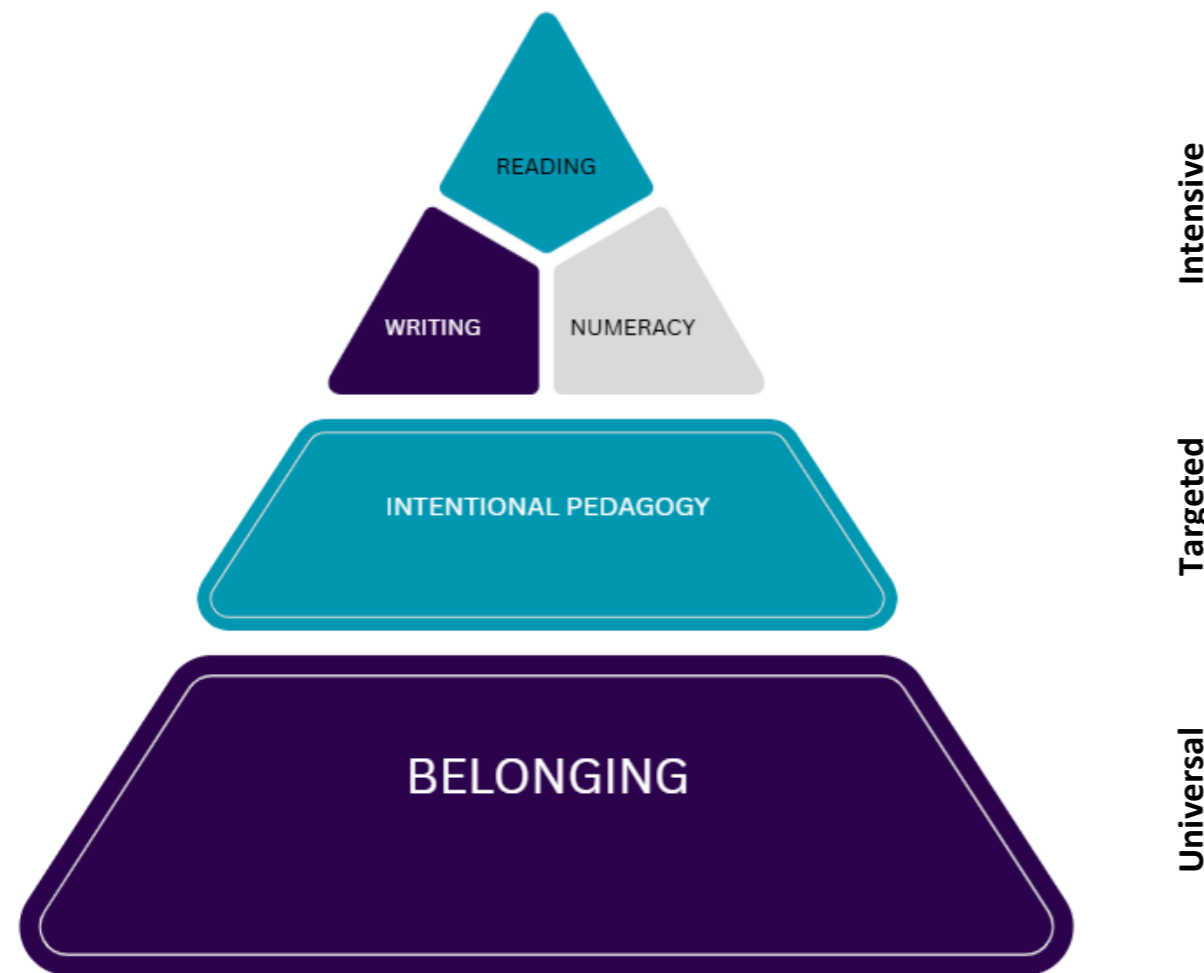 READING
WRITING
NUMERACY
Intensive
INTENTIONAL PEDAGOGY
Targeted
BELONGING
Universal